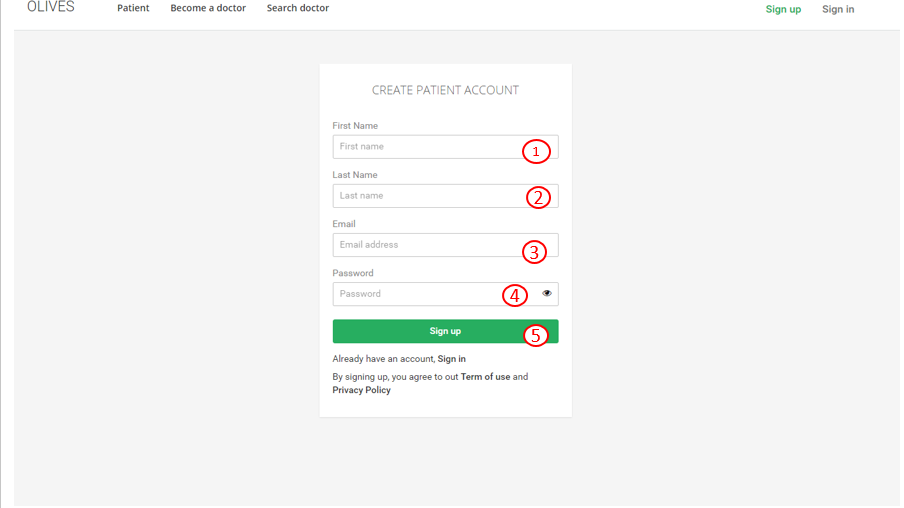 OLIVES Patient Become a doctor Search doctor Sign up Sign in
CREATE PATIENT ACCOUNT
First Name
First name 1
Last Name
Last name 2
Email
Email address 3
Password
Password 4
Sign up 5
Already have an account, Sign in
By signing up, you agree to out Term of use and
Privacy Policy